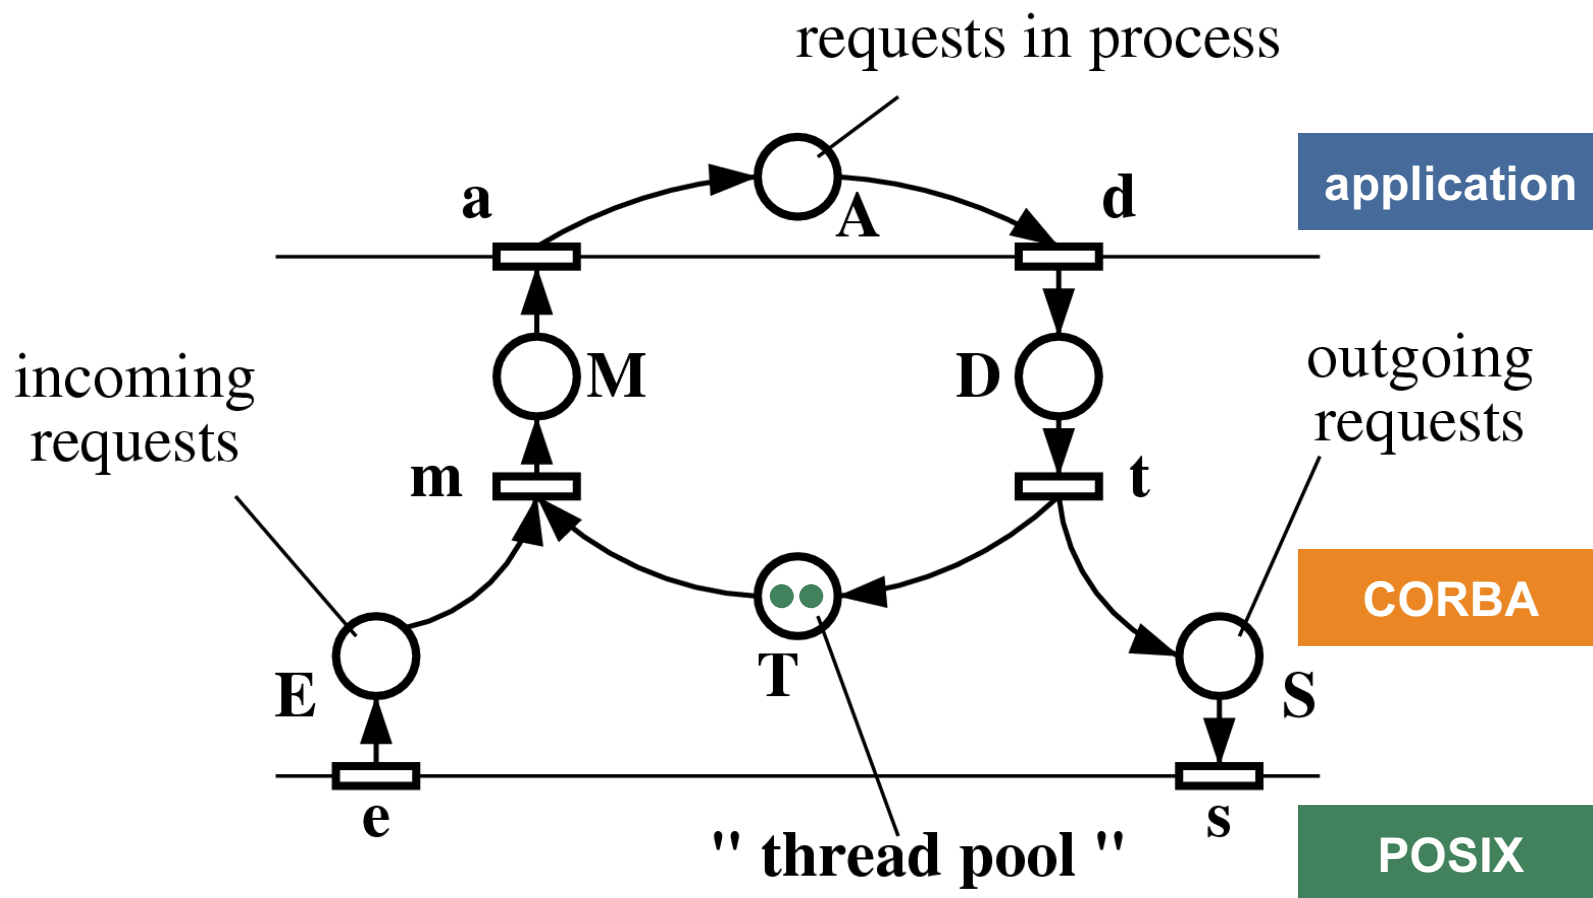 requests in process
a
A
d
application
incoming
requests
M
D
outgoing
requests
m
t
E
T
S
CORBA
e
s
" thread pool "
POSIX